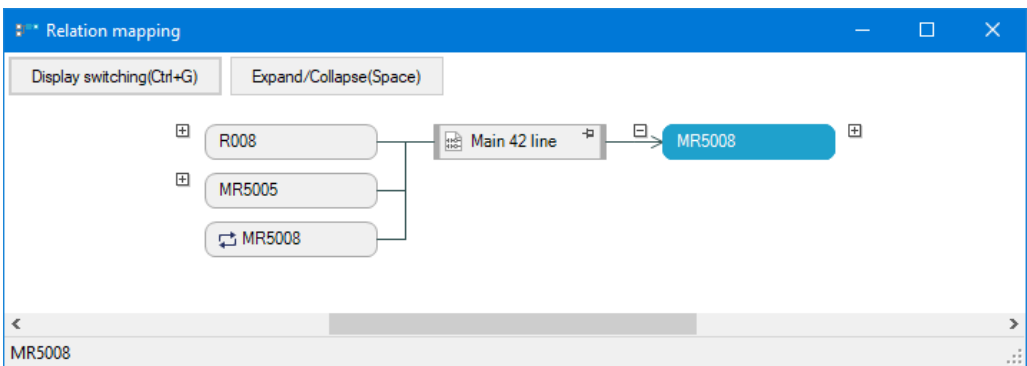 Relation mapping
Display switching(Ctrl+G) Expand/Collapse(Space)
R008 Main 42 line MR5008
MR5005
MR5008
MR5008